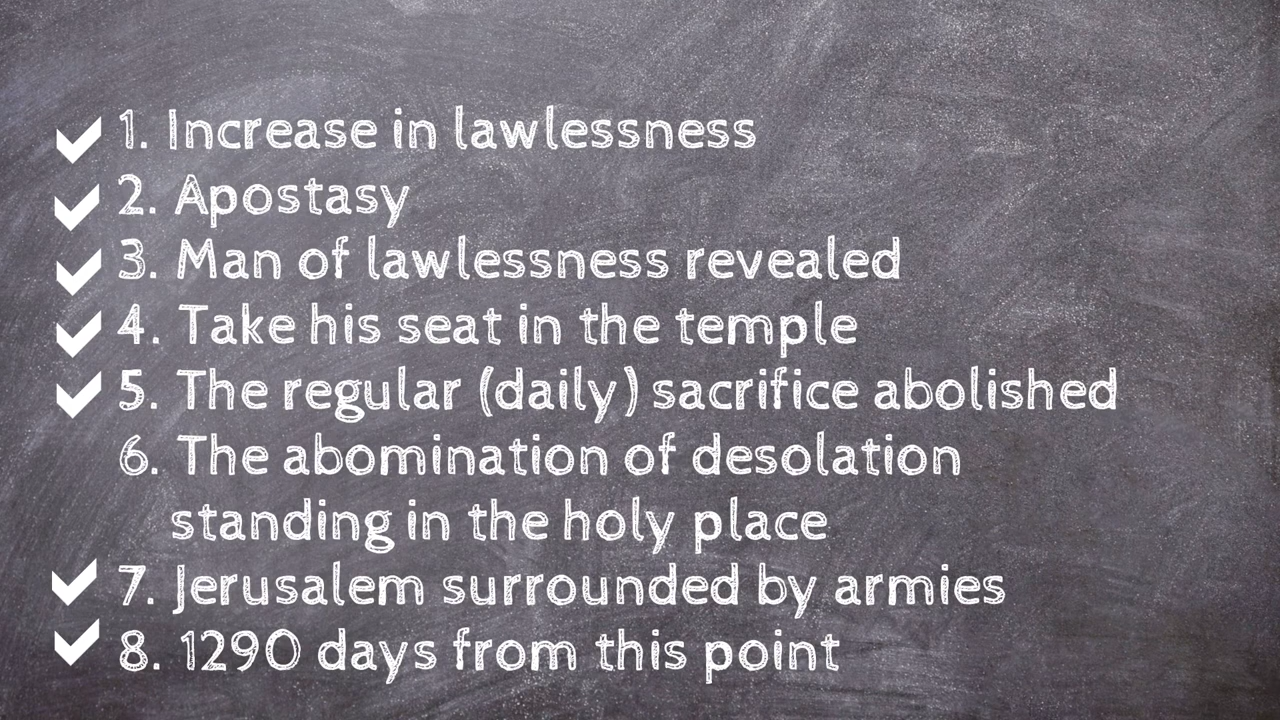 1. Increase in lawlessness
2. Apostasy
3. Man of lawlessness revealed
4. Take his seat in the temple
5. The regular (daily) sacrifice abolished
6. The abomination of desolation
standing in the holy place
7. Jerusalem surrounded by armies
8. 1290 days from this point